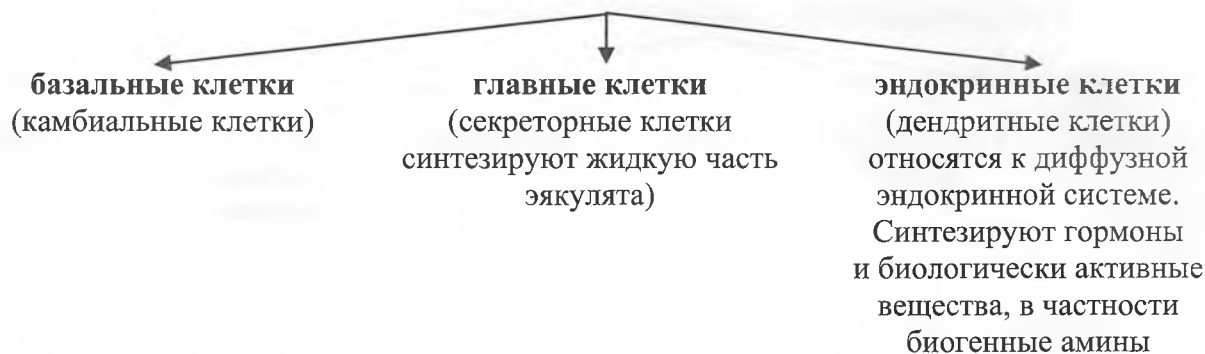 базальные клетки
(камбиальные клетки)
главные клетки
(секреторные клетки
синтезируют жидкую часть
эякулята)
эндокринные клетки
(дендритные клетки)
относятся к диффузной
эндокринной системе.
Синтезируют гормоны
и биологически активные
вещества, в частности
биогенные амины